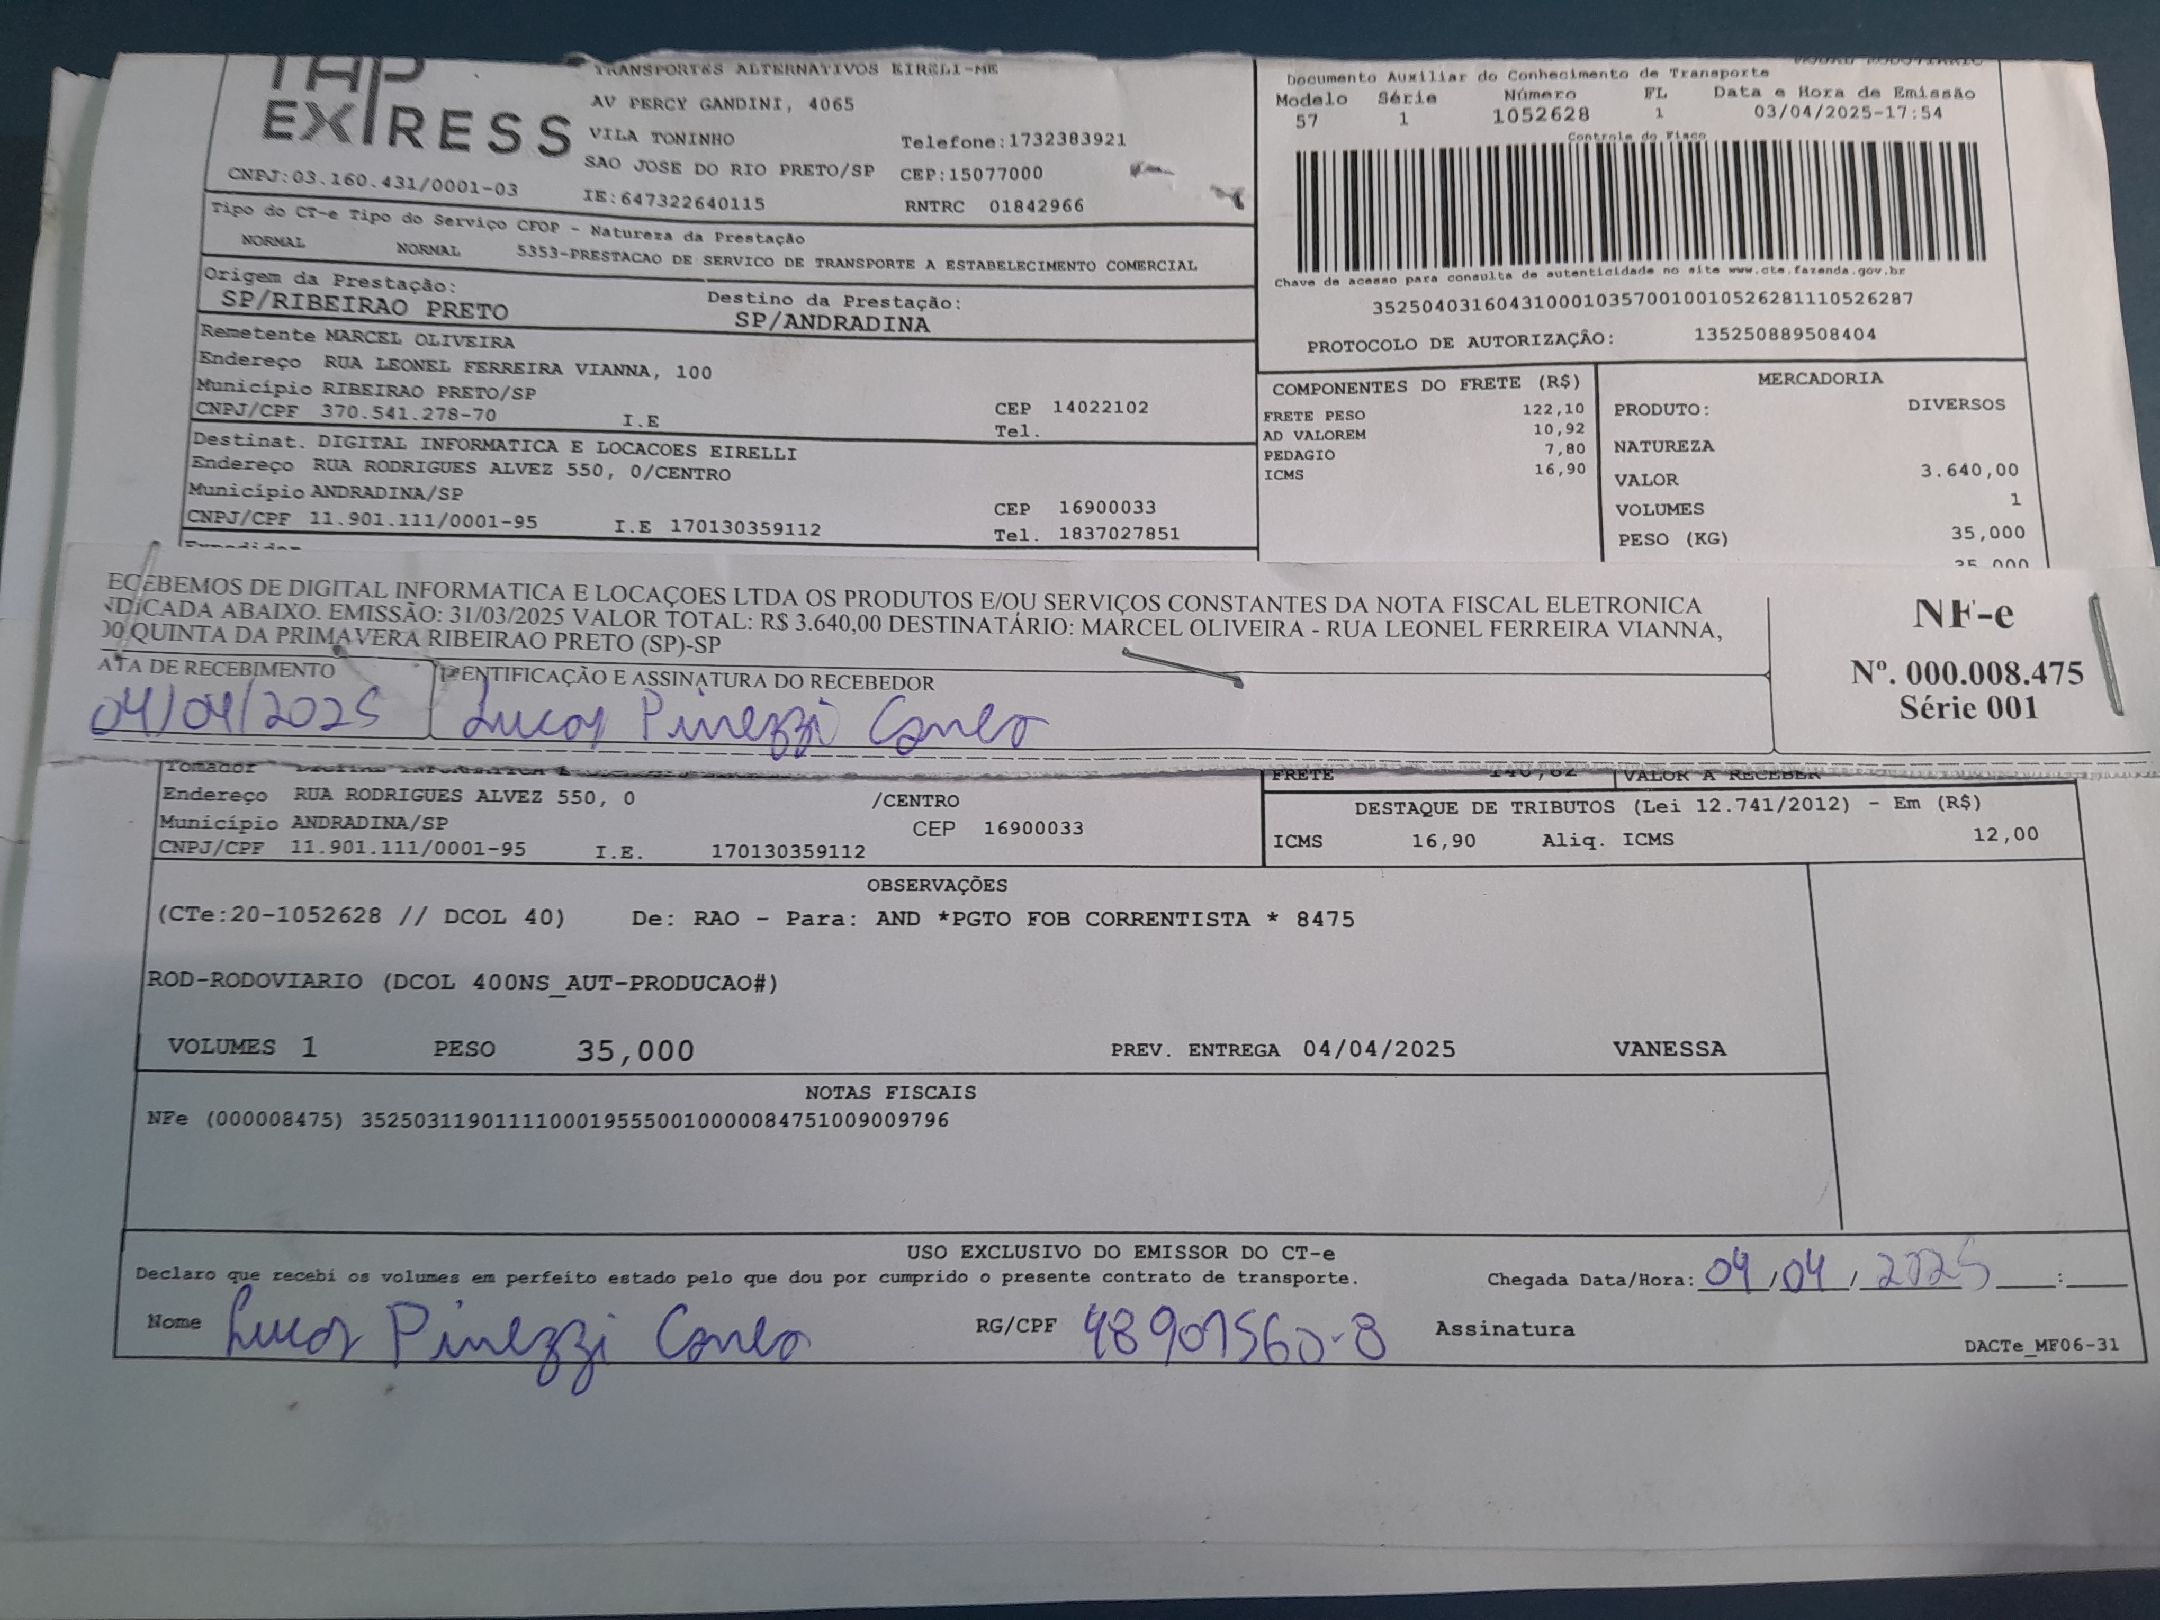 EXPRESS
TRANSPORTES ALTERNATIVOS EIRELI-ME
AV PERCY GANDINI, 4065
VILA TONINHO Telefone:1732383921
SAO JOSE DO RIO PRETO/SP CEP:15077000
CNPJ:03.160.431/0001-03 IE:647322640115 RNTRC 01842966
Documento Auxiliar do Conhecimento de Transporte
Modelo Série Número FL Data e Hora de Emissão
57 1 1052628 1 03/04/2025-17:54
Controle do Fisco
Chave de acesso para consulta de autenticidade no site www.cte.fazenda.gov.br
35250403160431000103570010010526281110526287
PROTOCOLO DE AUTORIZAÇÃO: 135250889508404
Tipo do CT-e Tipo do Serviço CFOP - Natureza da Prestação
NORMAL NORMAL 5353-PRESTACAO DE SERVICO DE TRANSPORTE A ESTABELECIMENTO COMERCIAL
Origem da Prestação: Destino da Prestação:
SP/RIBEIRAO PRETO SP/ANDRADINA
Remetente MARCEL OLIVEIRA
Endereço RUA LEONEL FERREIRA VIANNA, 100
Município RIBEIRAO PRETO/SP CEP 14022102
CNPJ/CPF 370.541.278-70 I.E Tel.
Destinat. DIGITAL INFORMATICA E LOCACOES EIRELLI
Endereço RUA RODRIGUES ALVEZ 550, 0/CENTRO
Município ANDRADINA/SP CEP 16900033
CNPJ/CPF 11.901.111/0001-95 I.E 170130359112 Tel. 1837027851
COMPONENTES DO FRETE (R$)
FRETE PESO 122,10
AD VALOREM 10,92
PEDAGIO 7,80
ICMS 16,90
MERCADORIA
PRODUTO: DIVERSOS
NATUREZA
VALOR 3.640,00
VOLUMES 1
PESO (KG) 35,000
ECEBEMOS DE DIGITAL INFORMATICA E LOCAÇOES LTDA OS PRODUTOS E/OU SERVIÇOS CONSTANTES DA NOTA FISCAL ELETRONICA
NDICADA ABAIXO. EMISSÃO: 31/03/2025 VALOR TOTAL: R$ 3.640,00 DESTINATÁRIO: MARCEL OLIVEIRA - RUA LEONEL FERREIRA VIANNA,
00 QUINTA DA PRIMAVERA RIBEIRAO PRETO (SP)-SP
ATA DE RECEBIMENTO IDENTIFICAÇÃO E ASSINATURA DO RECEBEDOR
04/04/2025 Lucas Pinezzi
NF-e
Nº. 000.008.475
Série 001
Tomador
Endereço RUA RODRIGUES ALVEZ 550, 0 /CENTRO
Município ANDRADINA/SP CEP 16900033
CNPJ/CPF 11.901.111/0001-95 I.E. 170130359112
FRETE VALOR A RECEBER
DESTAQUE DE TRIBUTOS (Lei 12.741/2012) - Em (R$)
ICMS 16,90 Aliq. ICMS 12,00
OBSERVAÇÕES
(CTe:20-1052628 // DCOL 40) De: RAO - Para: AND *PGTO FOB CORRENTISTA * 8475
ROD-RODOVIARIO (DCOL 400NS_AUT-PRODUCAO#)
VOLUMES 1 PESO 35,000 PREV. ENTREGA 04/04/2025 VANESSA
NOTAS FISCAIS
NFe (000008475) 35250311901111000195550010000084751009009796
USO EXCLUSIVO DO EMISSOR DO CT-e
Declaro que recebi os volumes em perfeito estado pelo que dou por cumprido o presente contrato de transporte. Chegada Data/Hora: 04/04/2025 :
Nome Lucas Pinezzi RG/CPF 48901560-8 Assinatura
DACTe_MF06-31